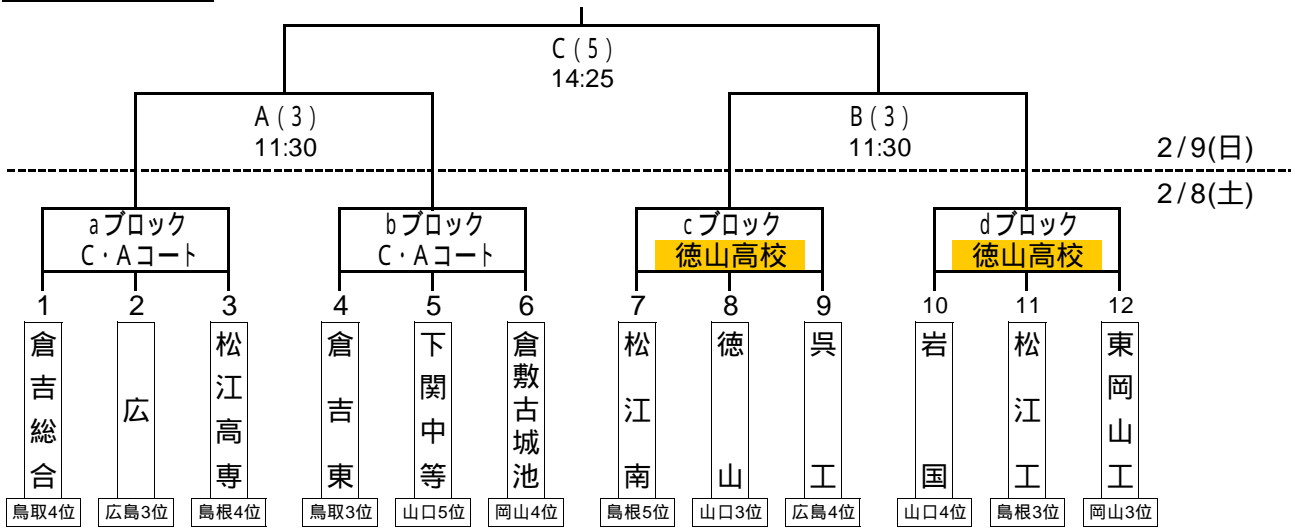 C(5)
14:25
A(3)
11:30
B(3)
11:30
2/9(日)
2/8(土)
aブロック
C・Aコート
bブロック
C・Aコート
cブロック
徳山高校
dブロック
徳山高校
1
2
3
4
5
6
7
8
9
10
11
12
倉吉総合
広
松江高専
倉吉東
下関中等
倉敷古城池
松江南
徳山
呉工
岩国
松江工
東岡山工
鳥取4位
広島3位
島根4位
鳥取3位
山口5位
岡山4位
島根5位
山口3位
広島4位
山口4位
島根3位
岡山3位